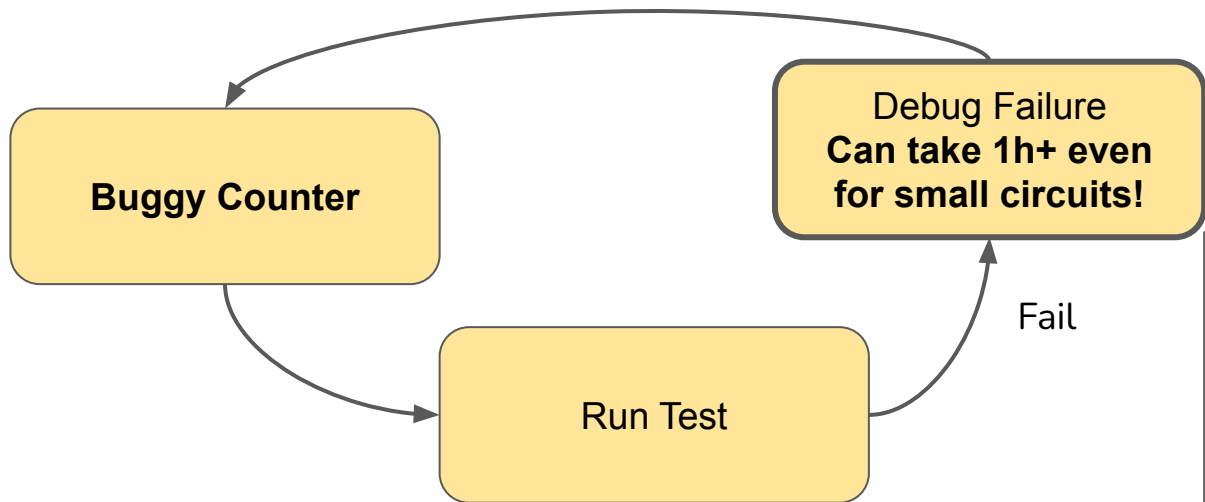 Debug Failure
Can take 1h+ even
for small circuits!
Buggy Counter
Fail
Run Test